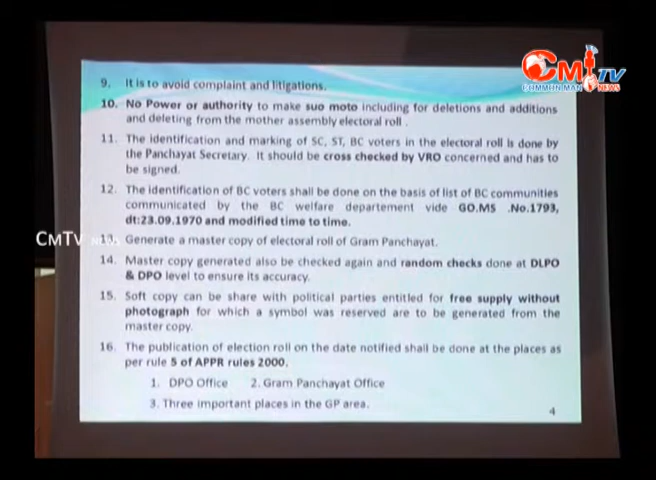 9. It is to avoid complaint and litigations.
CMTV
COMMON MAN NEWS
10. No Power or authority to make suo moto including for deletions and additions
and deleting from the mother assembly electoral roll .
11. The identification and marking of SC, ST, BC voters in the electoral roll is done by
the Panchayat Secretary. It should be cross checked by VRO concerned and has to
be signed.
12. The identification of BC voters shall be done on the basis of list of BC communities
communicated by the BC welfare departement vide GO.MS .No.1793,
dt:23.09.1970 and modified time to time.
CMTV NEWS
13. Generate a master copy of electoral roll of Gram Panchayat.
14. Master copy generated also be checked again and random checks done at DLPO
& DPO level to ensure its accuracy.
15. Soft copy can be share with political parties entitled for free supply without
photograph for which a symbol was reserved are to be generated from the
master copy.
16. The publication of election roll on the date notified shall be done at the places as
per rule 5 of APPR rules 2000.
1. DPO Office 2. Gram Panchayat Office
3. Three important places in the GP area.
4